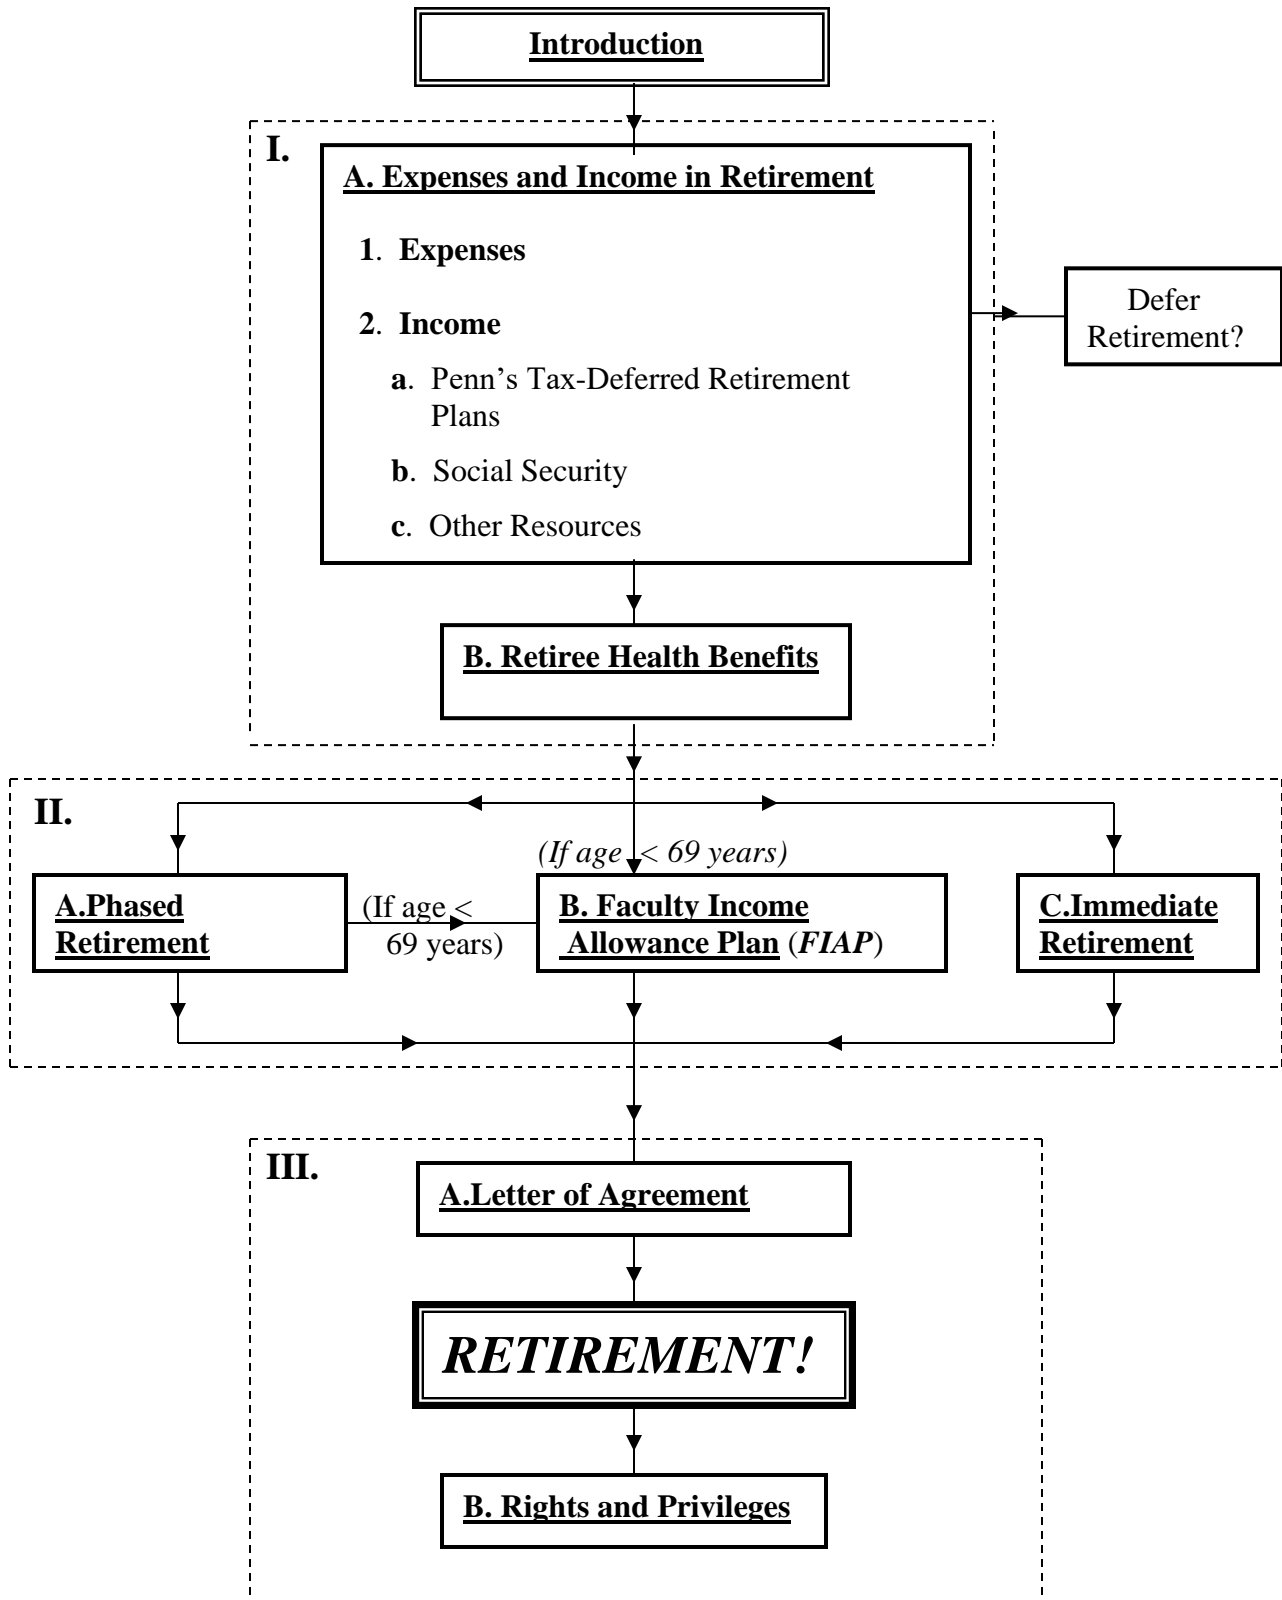 Introduction
I.
A. Expenses and Income in Retirement
1. Expenses
2. Income
a. Penn’s Tax-Deferred Retirement
Plans
b. Social Security
c. Other Resources
Defer
Retirement?
B. Retiree Health Benefits
II.
(If age < 69 years)
A.Phased
Retirement
(If age <
69 years)
B. Faculty Income
Allowance Plan (FIAP)
C.Immediate
Retirement
III.
A.Letter of Agreement
RETIREMENT!
B. Rights and Privileges